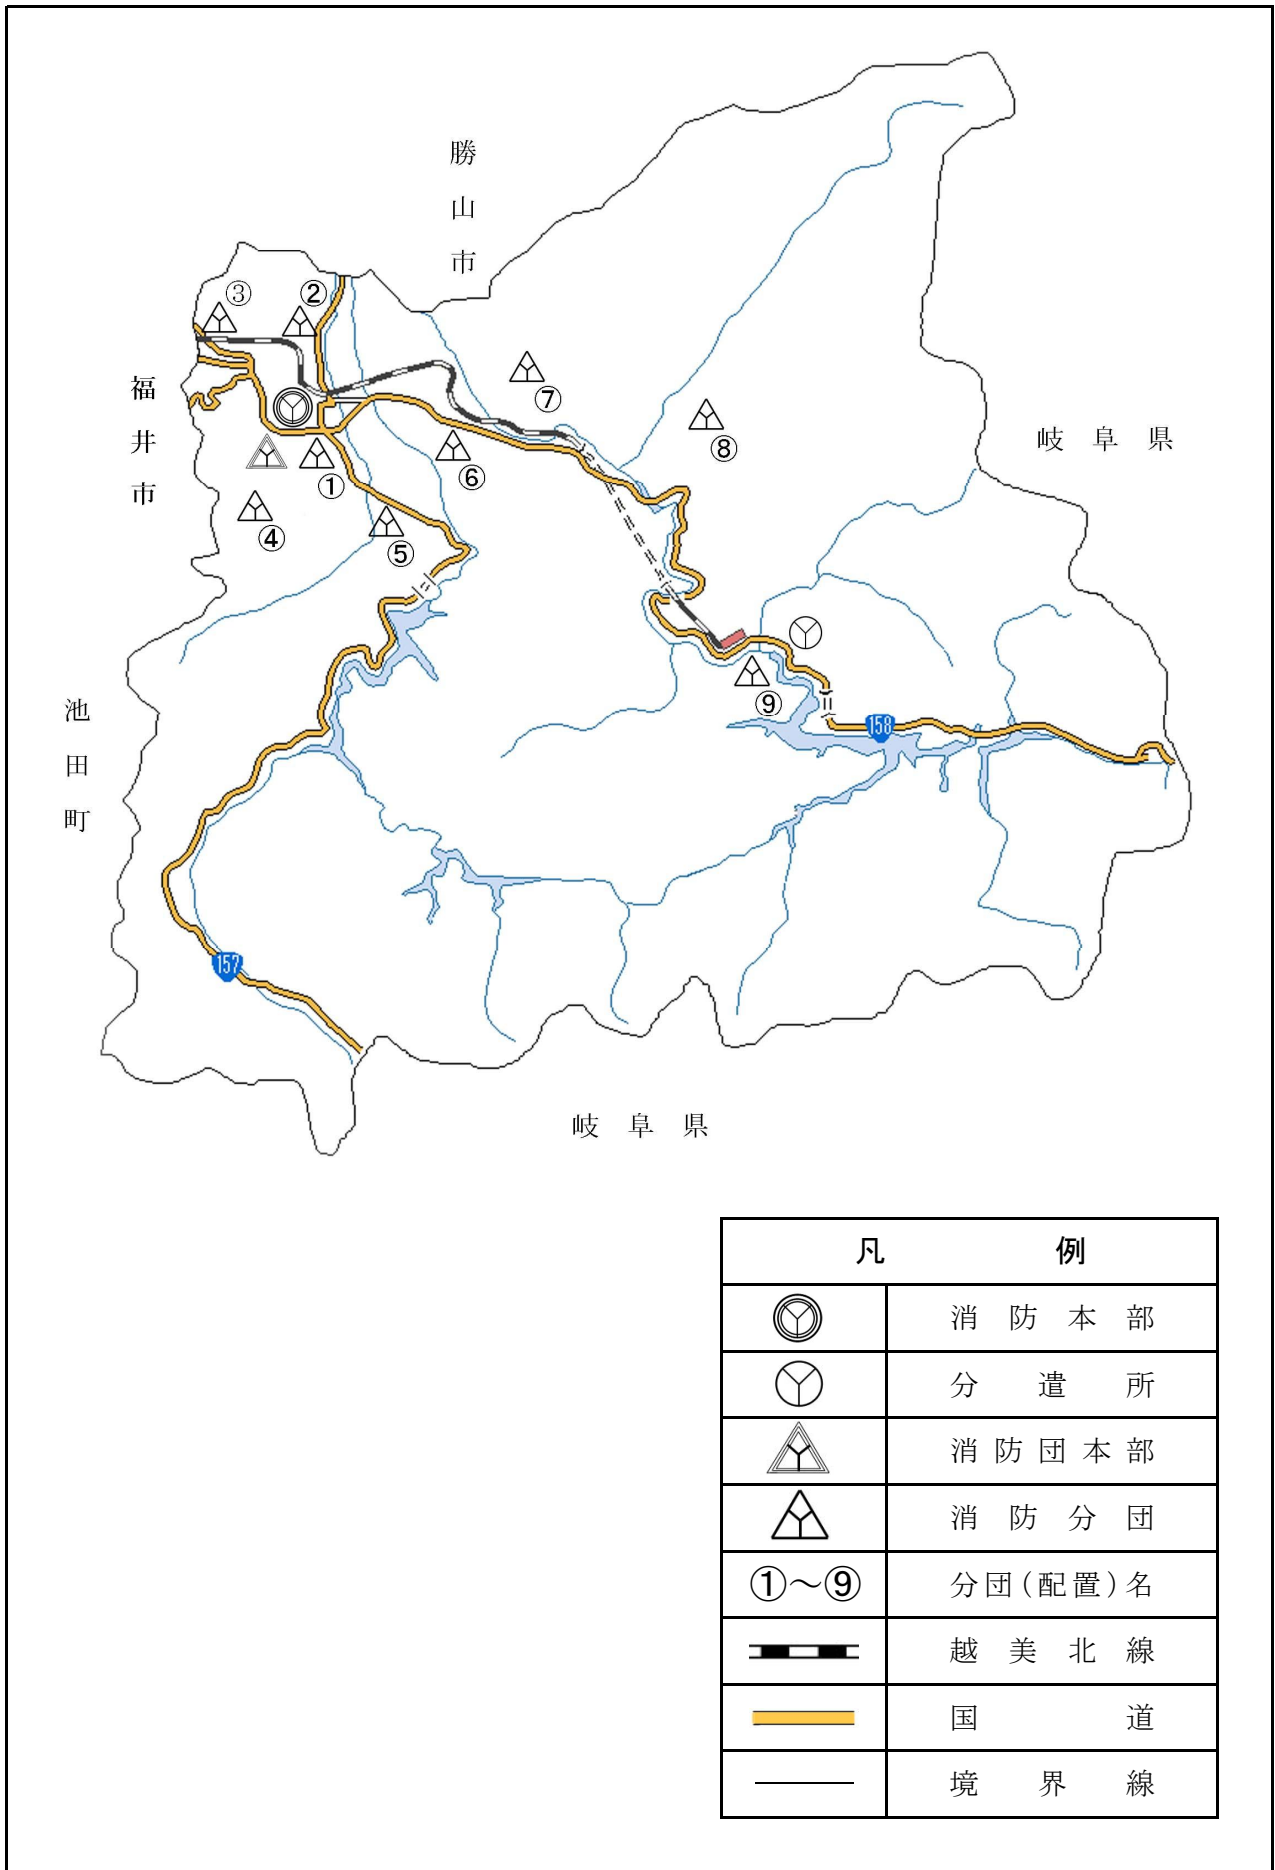 勝山市
③
②
福井市
⑦
⑧
岐阜県
⑥
①
④
⑤
⑨
池田町
158
157
岐阜県
凡例
消防本部
分遣所
消防団本部
消防分団
①～⑨ 分団(配置)名
越美北線
国道
境界線